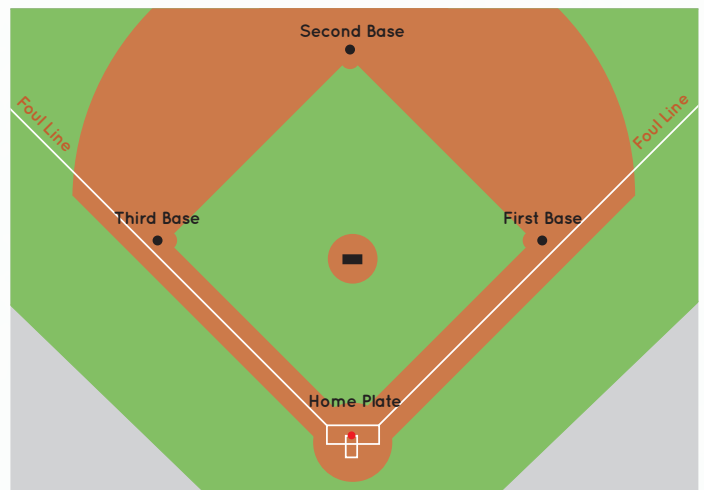 Second Base
Foul Line
Foul Line
Third Base
First Base
Home Plate